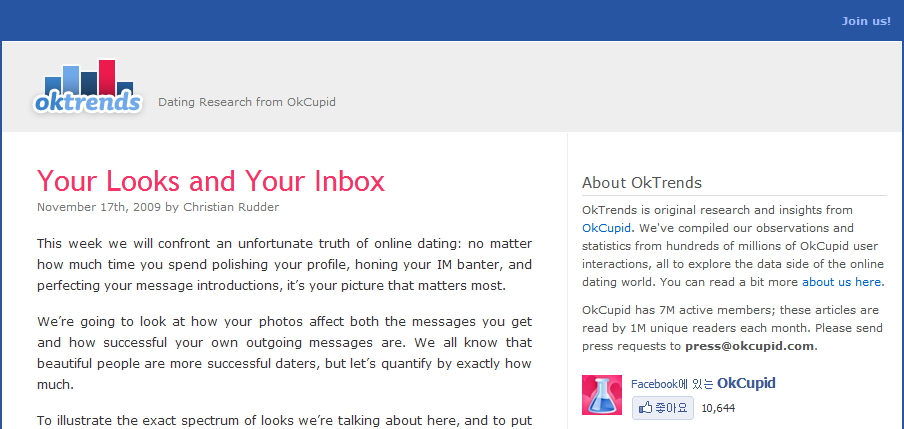 Join us!
oktrends
Dating Research from OkCupid
Your Looks and Your Inbox
November 17th, 2009 by Christian Rudder
This week we will confront an unfortunate truth of online dating: no matter
how much time you spend polishing your profile, honing your IM banter, and
perfecting your message introductions, it’s your picture that matters most.
We’re going to look at how your photos affect both the messages you get
and how successful your own outgoing messages are. We all know that
beautiful people are more successful daters, but let’s quantify by exactly how
much.
To illustrate the exact spectrum of looks we’re talking about here, and to put
About OkTrends
OkTrends is original research and insights from
OkCupid. We've compiled our observations and
statistics from hundreds of millions of OkCupid user
interactions, all to explore the data side of the online
dating world. You can read a bit more about us here.
OkCupid has 7M active members; these articles are
read by 1M unique readers each month. Please send
press requests to press@okcupid.com.
Facebook에 있는 OkCupid
좋아요 10,644